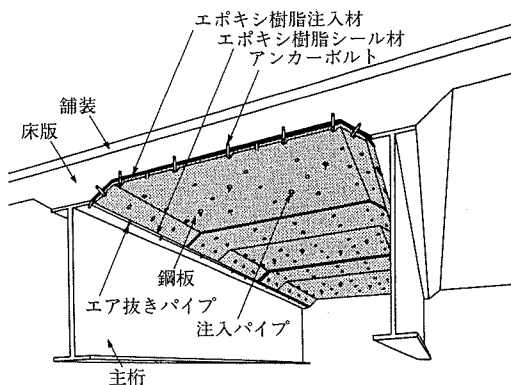 エポキシ樹脂注入材
エポキシ樹脂シール材
アンカーボルト
舗装
床版
鋼板
エア抜きパイプ
注入パイプ
主桁